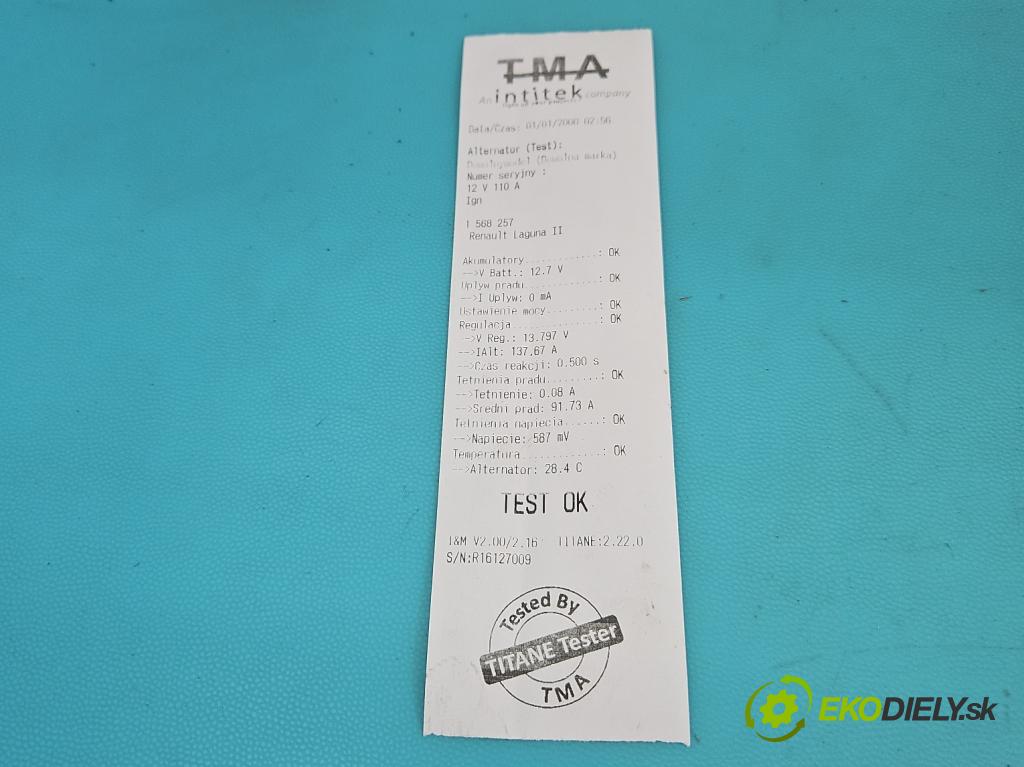 TMA
An intitek company
Data/Czas: 01/01/2000 02:56
Alternator (Test):
(Dowolna marka)
Numer seryjny :
12 V 110 A
Ign
1 568 257
Renault Laguna II
Akumulatory.............: OK
-->V Batt.: 12.7 V
Uplyw pradu.............: OK
-->I Uplyw: 0 mA
Ustawienie mocy.........: OK
Regulacja...............: OK
-->V Reg.: 13.797 V
-->IAlt: 137.67 A
-->Czas reakcji: 0.500 s
Tetnienia pradu.........: OK
-->Tetnienie: 0.08 A
-->Sredni prad: 91.73 A
Tetnienia napiecia......: OK
-->Napiecie: 587 mV
Temperatura.............: OK
-->Alternator: 28.4 C
TEST OK
I&M V2.00/2.16 TITANE:2.22.0
S/N:R16127009
Tested By
TITANE Tester
TMA
EKODIELY.sk